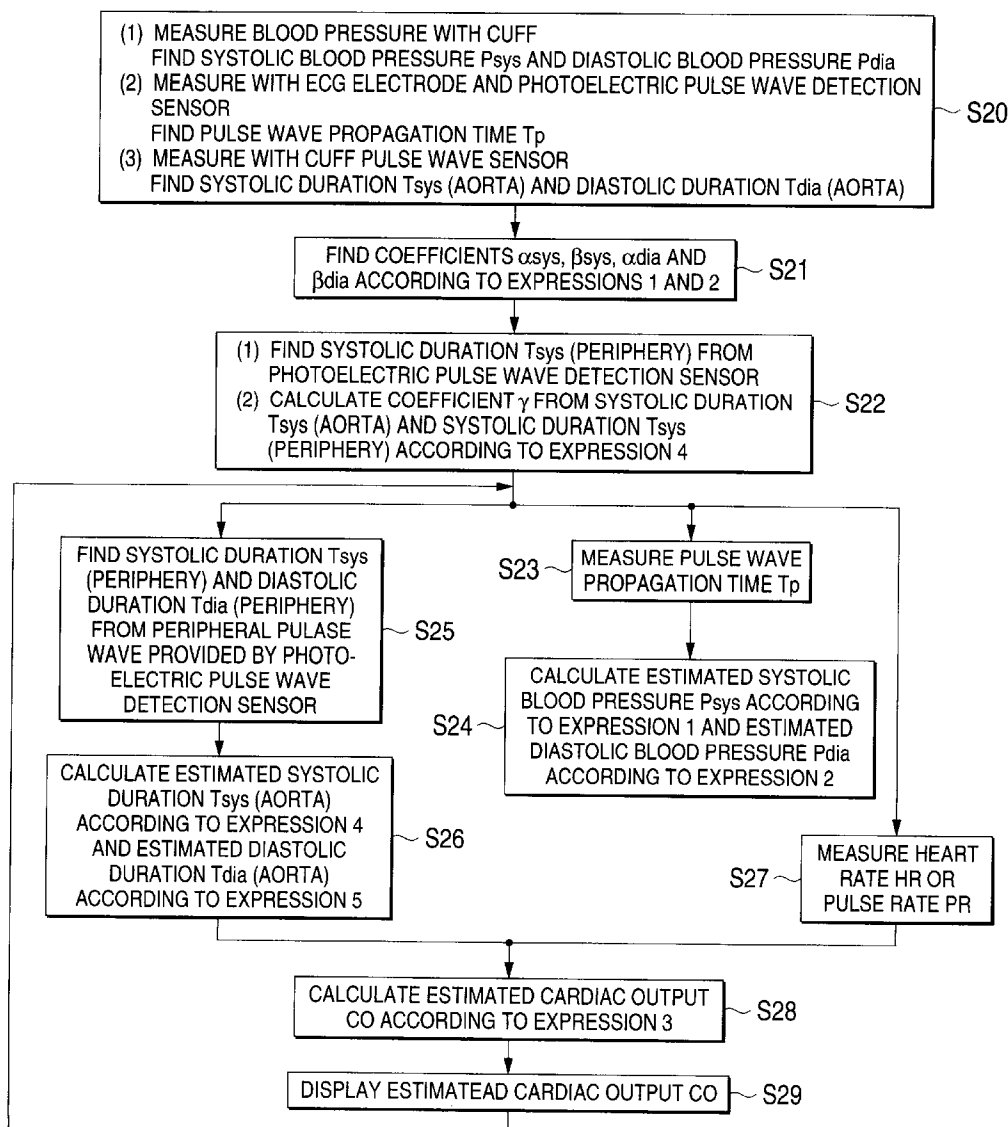 (1) MEASURE BLOOD PRESSURE WITH CUFF
FIND SYSTOLIC BLOOD PRESSURE Psys AND DIASTOLIC BLOOD PRESSURE Pdia
(2) MEASURE WITH ECG ELECTRODE AND PHOTOELECTRIC PULSE WAVE DETECTION
SENSOR
FIND PULSE WAVE PROPAGATION TIME Tp
(3) MEASURE WITH CUFF PULSE WAVE SENSOR
FIND SYSTOLIC DURATION Tsys (AORTA) AND DIASTOLIC DURATION Tdia (AORTA)
S20
FIND COEFFICIENTS αsys, βsys, αdia AND
βdia ACCORDING TO EXPRESSIONS 1 AND 2
S21
(1) FIND SYSTOLIC DURATION Tsys (PERIPHERY) FROM
PHOTOELECTRIC PULSE WAVE DETECTION SENSOR
(2) CALCULATE COEFFICIENT γ FROM SYSTOLIC DURATION
Tsys (AORTA) AND SYSTOLIC DURATION Tsys
(PERIPHERY) ACCORDING TO EXPRESSION 4
S22
FIND SYSTOLIC DURATION Tsys
(PERIPHERY) AND DIASTOLIC
DURATION Tdia (PERIPHERY)
FROM PERIPHERAL PULASE
WAVE PROVIDED BY PHOTO-
ELECTRIC PULSE WAVE
DETECTION SENSOR
S25
S23
MEASURE PULSE WAVE
PROPAGATION TIME Tp
S24
CALCULATE ESTIMATED SYSTOLIC
BLOOD PRESSURE Psys ACCORDING
TO EXPRESSION 1 AND ESTIMATED
DIASTOLIC BLOOD PRESSURE Pdia
ACCORDING TO EXPRESSION 2
CALCULATE ESTIMATED SYSTOLIC
DURATION Tsys (AORTA)
ACCORDING TO EXPRESSION 4
AND ESTIMATED DIASTOLIC
DURATION Tdia (AORTA)
ACCORDING TO EXPRESSION 5
S26
S27
MEASURE HEART
RATE HR OR
PULSE RATE PR
CALCULATE ESTIMATED CARDIAC OUTPUT
CO ACCORDING TO EXPRESSION 3
S28
DISPLAY ESTIMATEAD CARDIAC OUTPUT CO
S29